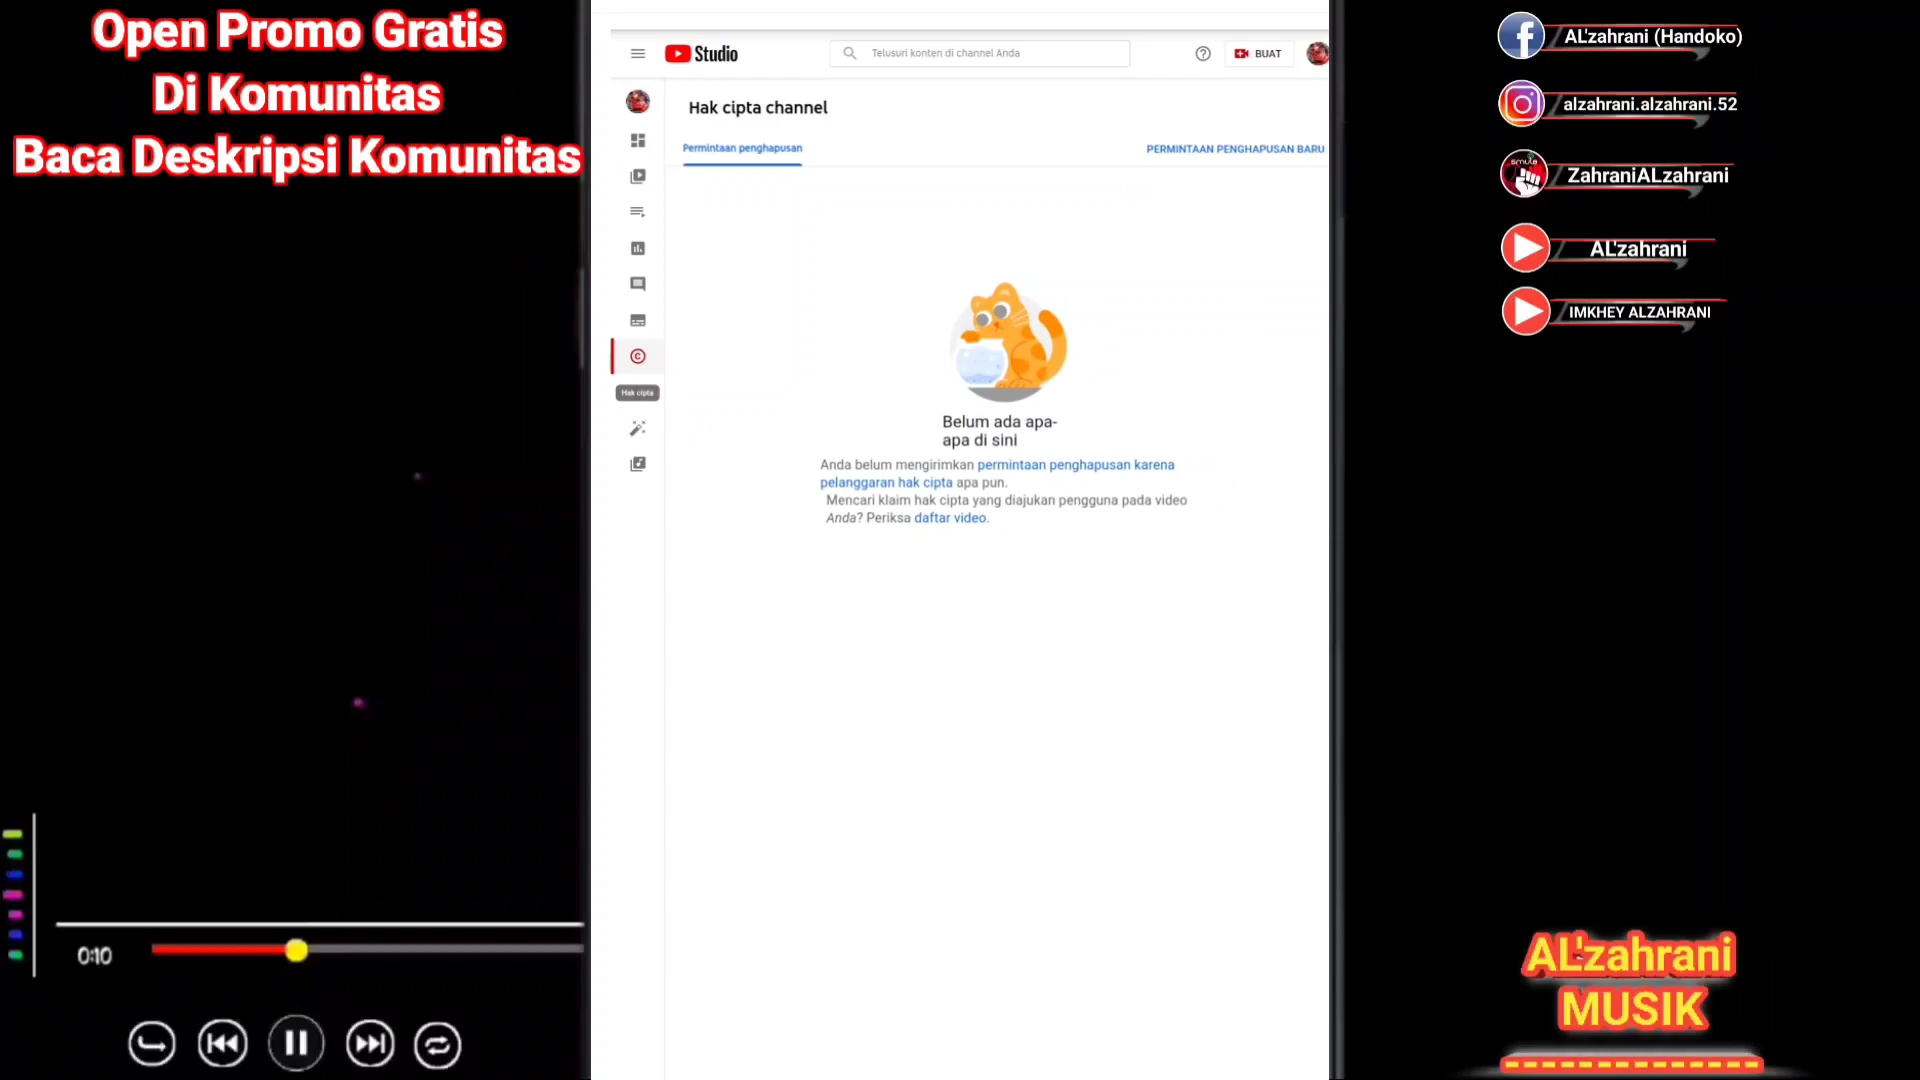 Open Promo Gratis
Di Komunitas
Baca Deskripsi Komunitas
Studio
Telusuri konten di channel Anda
BUAT
Hak cipta channel
Permintaan penghapusan
PERMINTAAN PENGHAPUSAN BARU
Hak cipta
Belum ada apa-
apa di sini
Anda belum mengirimkan permintaan penghapusan karena
pelanggaran hak cipta apa pun.
Mencari klaim hak cipta yang diajukan pengguna pada video
Anda? Periksa daftar video.
AL'zahrani (Handoko)
alzahrani.alzahrani.52
smule
ZahraniALzahrani
AL'zahrani
IMKHEY ALZAHRANI
0:10
AL'zahrani
MUSIK